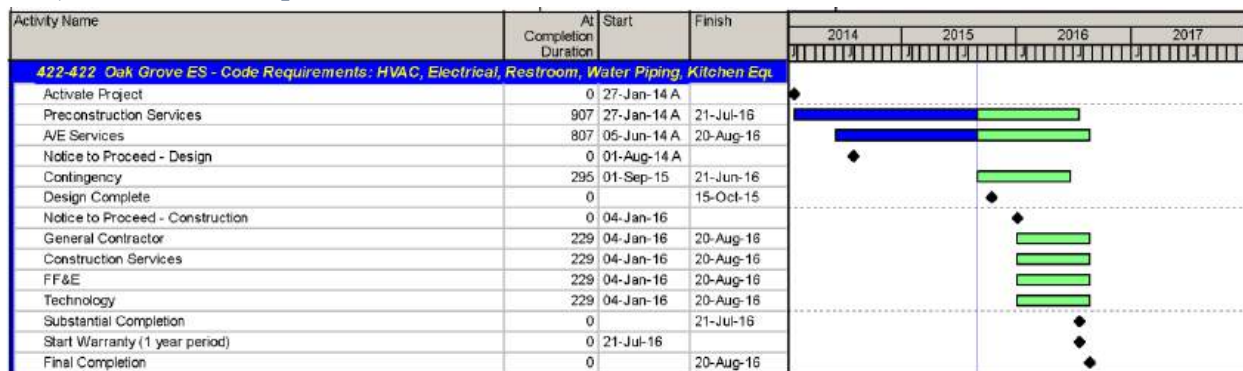 Activity Name At Completion Duration Start Finish 2014 2015 2016 2017
J J J J J J J J
422-422 Oak Grove ES - Code Requirements: HVAC, Electrical, Restroom, Water Piping, Kitchen Equ
Activate Project 0 27-Jan-14 A
Preconstruction Services 907 27-Jan-14 A 21-Jul-16
A/E Services 807 05-Jun-14 A 20-Aug-16
Notice to Proceed - Design 0 01-Aug-14 A
Contingency 295 01-Sep-15 21-Jun-16
Design Complete 0 15-Oct-15
Notice to Proceed - Construction 0 04-Jan-16
General Contractor 229 04-Jan-16 20-Aug-16
Construction Services 229 04-Jan-16 20-Aug-16
FF&E 229 04-Jan-16 20-Aug-16
Technology 229 04-Jan-16 20-Aug-16
Substantial Completion 0 21-Jul-16
Start Warranty (1 year period) 0 21-Jul-16
Final Completion 0 20-Aug-16